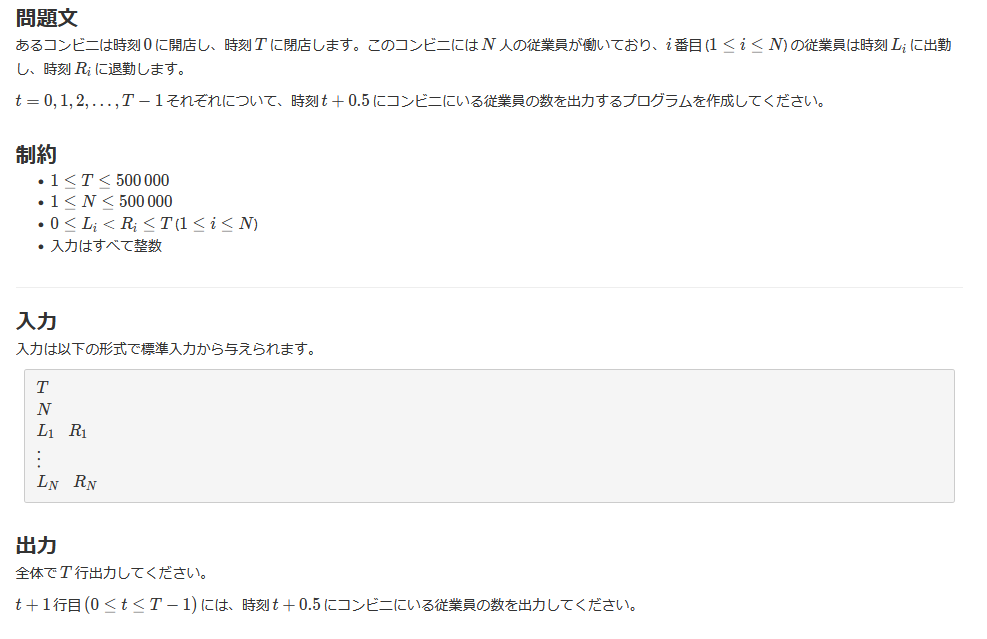 問題文
あるコンビニは時刻 0 に開店し、時刻 T に閉店します。このコンビニには N 人の従業員が働いており、i 番目 (1 ≤ i ≤ N) の従業員は時刻 L_i に出勤
し、時刻 R_i に退勤します。
t = 0, 1, 2, …, T − 1 それぞれについて、時刻 t + 0.5 にコンビニにいる従業員の数を出力するプログラムを作成してください。
制約
• 1 ≤ T ≤ 500 000
• 1 ≤ N ≤ 500 000
• 0 ≤ L_i < R_i ≤ T (1 ≤ i ≤ N)
• 入力はすべて整数
入力
入力は以下の形式で標準入力から与えられます。
T
N
L_1 R_1
⋮
L_N R_N
出力
全体で T 行出力してください。
t + 1 行目 (0 ≤ t ≤ T − 1) には、時刻 t + 0.5 にコンビニにいる従業員の数を出力してください。